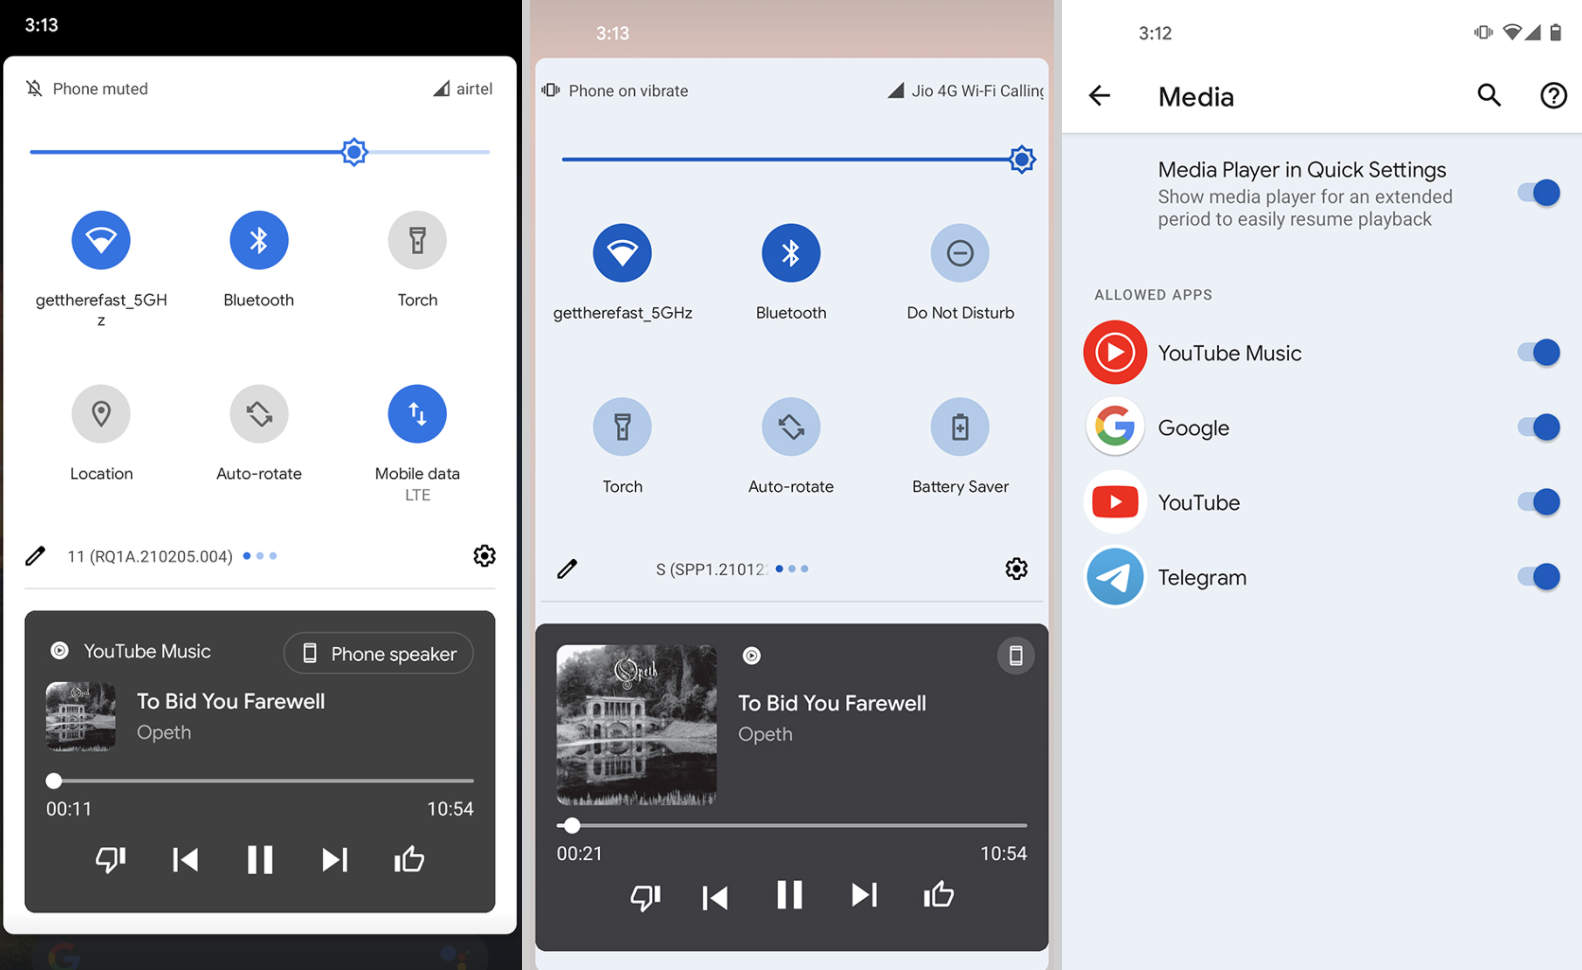 3:13
Phone muted
airtel
gettherefast_5GH
z
Bluetooth
Torch
Location
Auto-rotate
Mobile data
LTE
11 (RQ1A.210205.004)
YouTube Music
Phone speaker
To Bid You Farewell
Opeth
00:11
10:54
3:13
Phone on vibrate
Jio 4G Wi-Fi Calling
gettherefast_5GHz
Bluetooth
Do Not Disturb
Torch
Auto-rotate
Battery Saver
S (SPP1.21012
Opeth
To Bid You Farewell
Opeth
00:21
10:54
3:12
Media
Media Player in Quick Settings
Show media player for an extended
period to easily resume playback
ALLOWED APPS
YouTube Music
Google
YouTube
Telegram